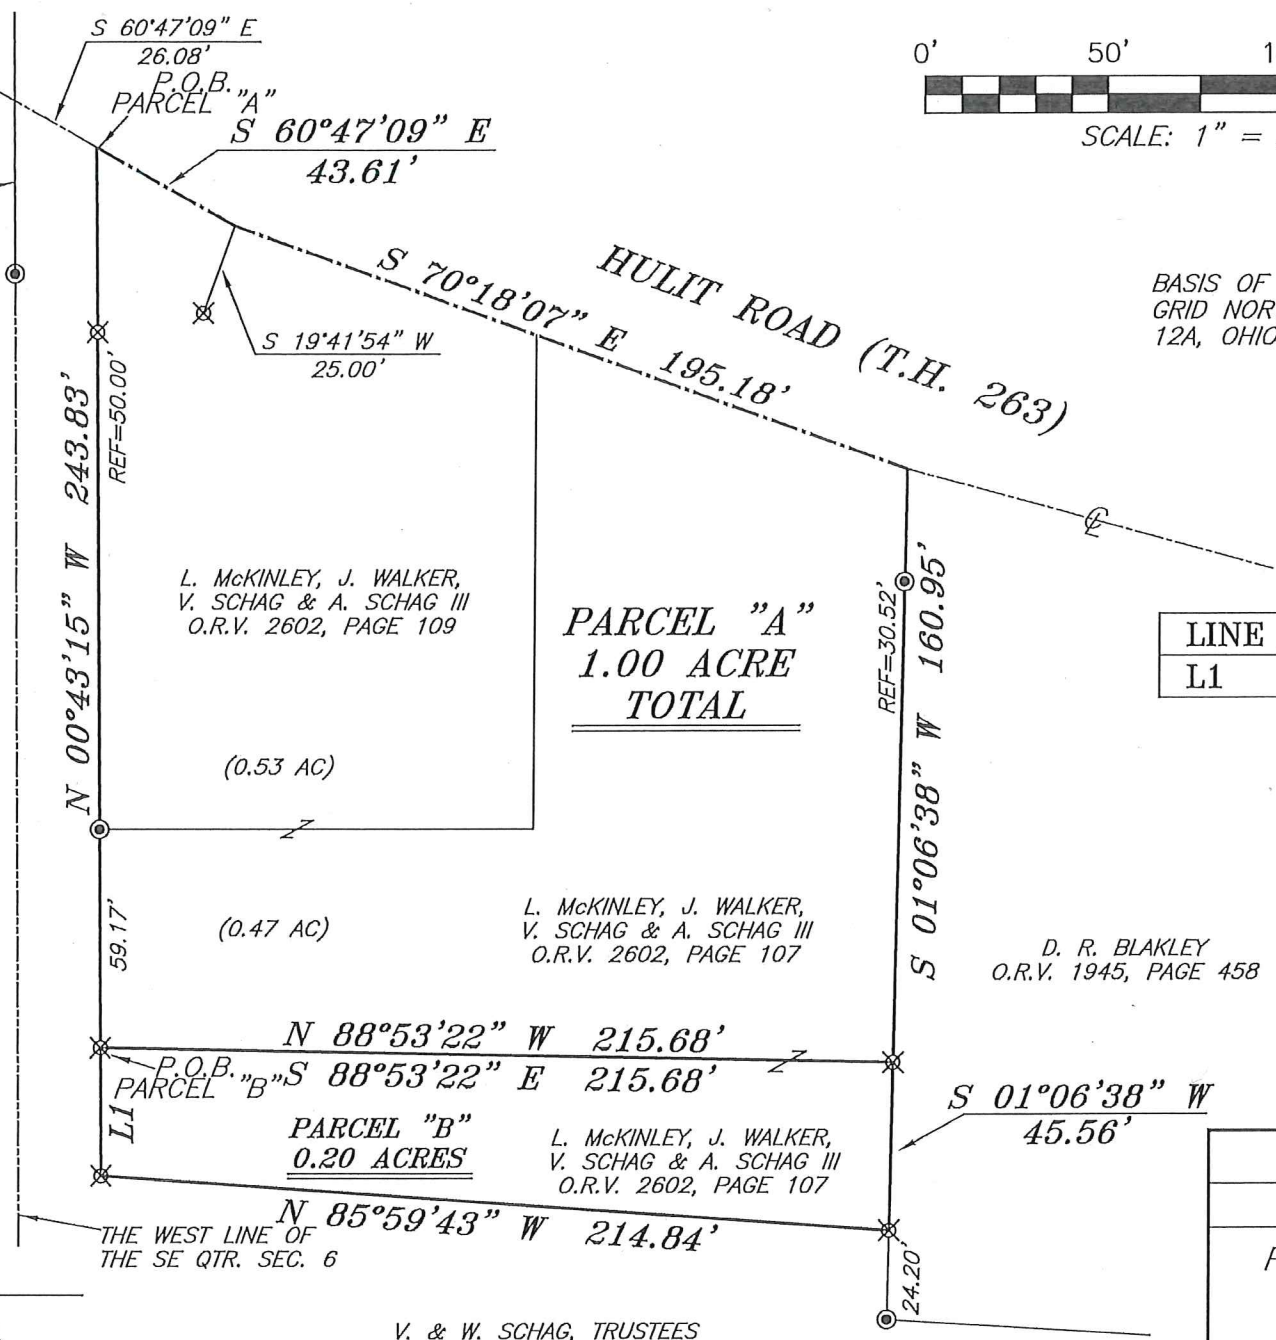 S 60°47'09" E
26.08'
P.O.B.
PARCEL "A"
S 60°47'09" E
43.61'
0' 50' 1
SCALE: 1" =
S 70°18'07" E 195.18'
HULIT ROAD (T.H. 263)
BASIS OF
GRID NOR
12A, OHIO
S 19°41'54" W
25.00'
REF=50.00'
N 00°43'15" W 243.83'
L. McKINLEY, J. WALKER,
V. SCHAG & A. SCHAG III
O.R.V. 2602, PAGE 109
PARCEL "A"
1.00 ACRE
TOTAL
REF=30.52'
S 01°06'38" W 160.95'
LINE
L1
(0.53 AC)
59.17'
(0.47 AC)
L. McKINLEY, J. WALKER,
V. SCHAG & A. SCHAG III
O.R.V. 2602, PAGE 107
D. R. BLAKLEY
O.R.V. 1945, PAGE 458
N 88°53'22" W 215.68'
S 88°53'22" E 215.68'
P.O.B.
PARCEL "B"
L1
PARCEL "B"
0.20 ACRES
L. McKINLEY, J. WALKER,
V. SCHAG & A. SCHAG III
O.R.V. 2602, PAGE 107
S 01°06'38" W
45.56'
N 85°59'43" W 214.84'
THE WEST LINE OF
THE SE QTR. SEC. 6
24.20'
V. & W. SCHAG, TRUSTEES